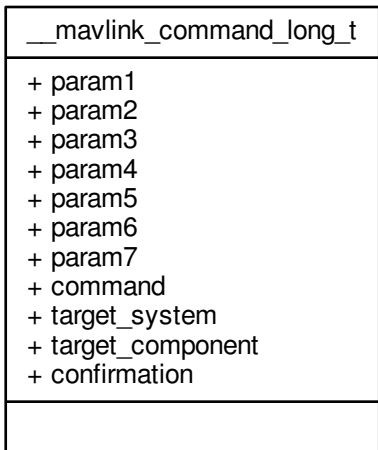 __mavlink_command_long_t
+ param1
+ param2
+ param3
+ param4
+ param5
+ param6
+ param7
+ command
+ target_system
+ target_component
+ confirmation